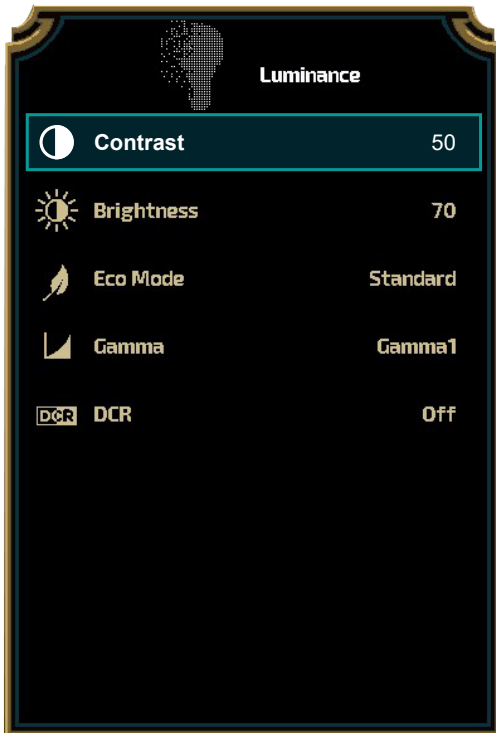 Luminance
Contrast 50
Brightness 70
Eco Mode Standard
Gamma Gamma1
DCR DCR Off